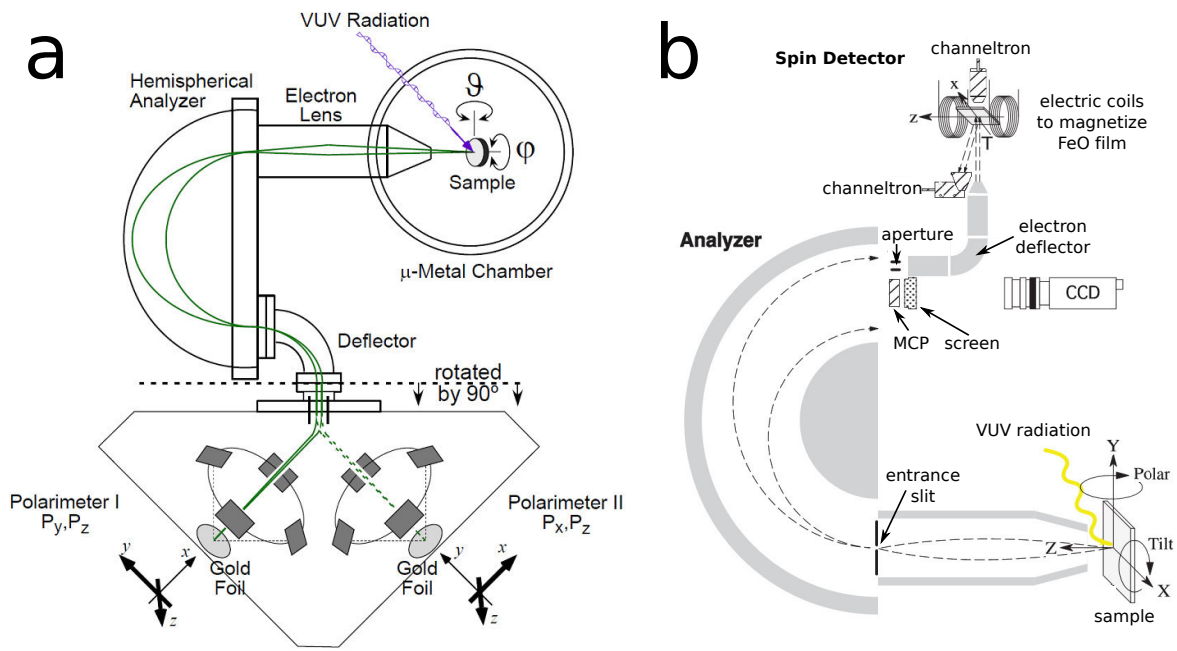 a
VUV Radiation
Hemispherical
Analyzer
Electron
Lens
ϑ
φ
Sample
μ-Metal Chamber
Deflector
rotated
by 90º
Polarimeter I
Py,Pz
Polarimeter II
Px,Pz
Gold
Foil
Gold
Foil
y
x
z
y
x
z
b
Spin Detector
channeltron
x
z
T
electric coils
to magnetize
FeO film
channeltron
Analyzer
aperture
electron
deflector
CCD
MCP
screen
VUV radiation
entrance
slit
Y
Polar
Z
Tilt
X
sample